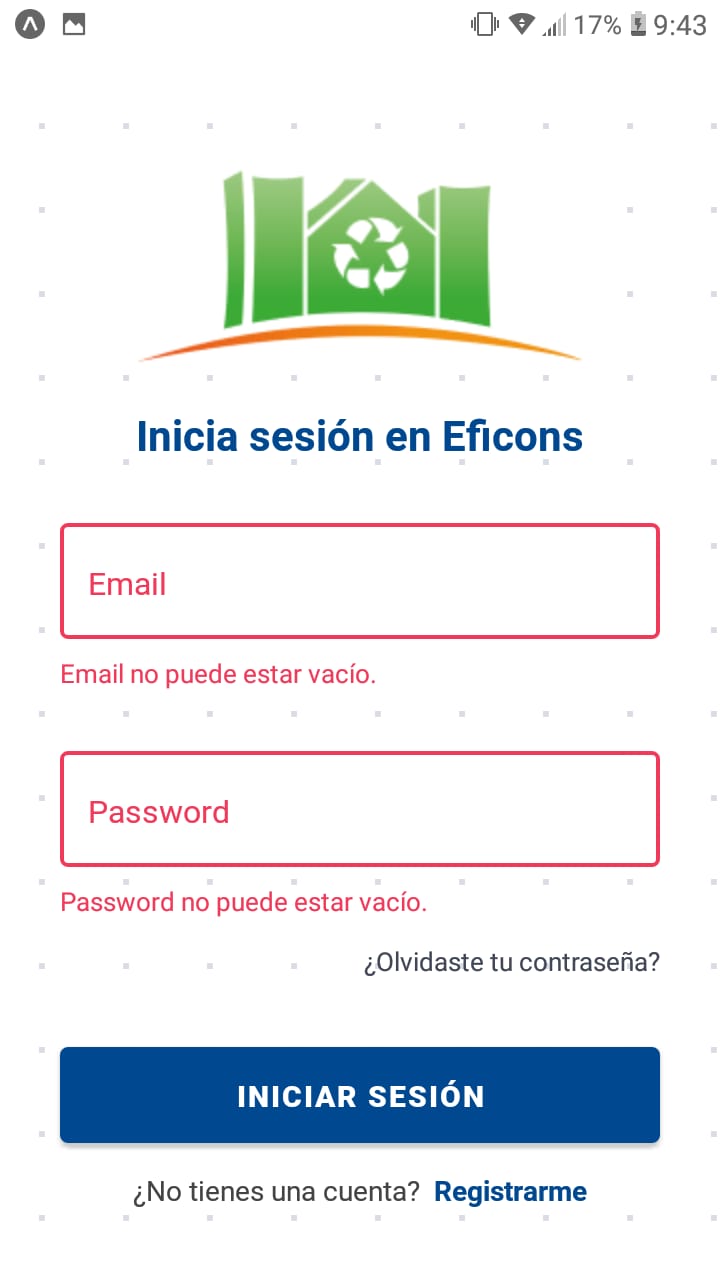 17% 9:43
Inicia sesión en Eficons
Email
Email no puede estar vacío.
Password
Password no puede estar vacío.
¿Olvidaste tu contraseña?
INICIAR SESIÓN
¿No tienes una cuenta? Registrarme